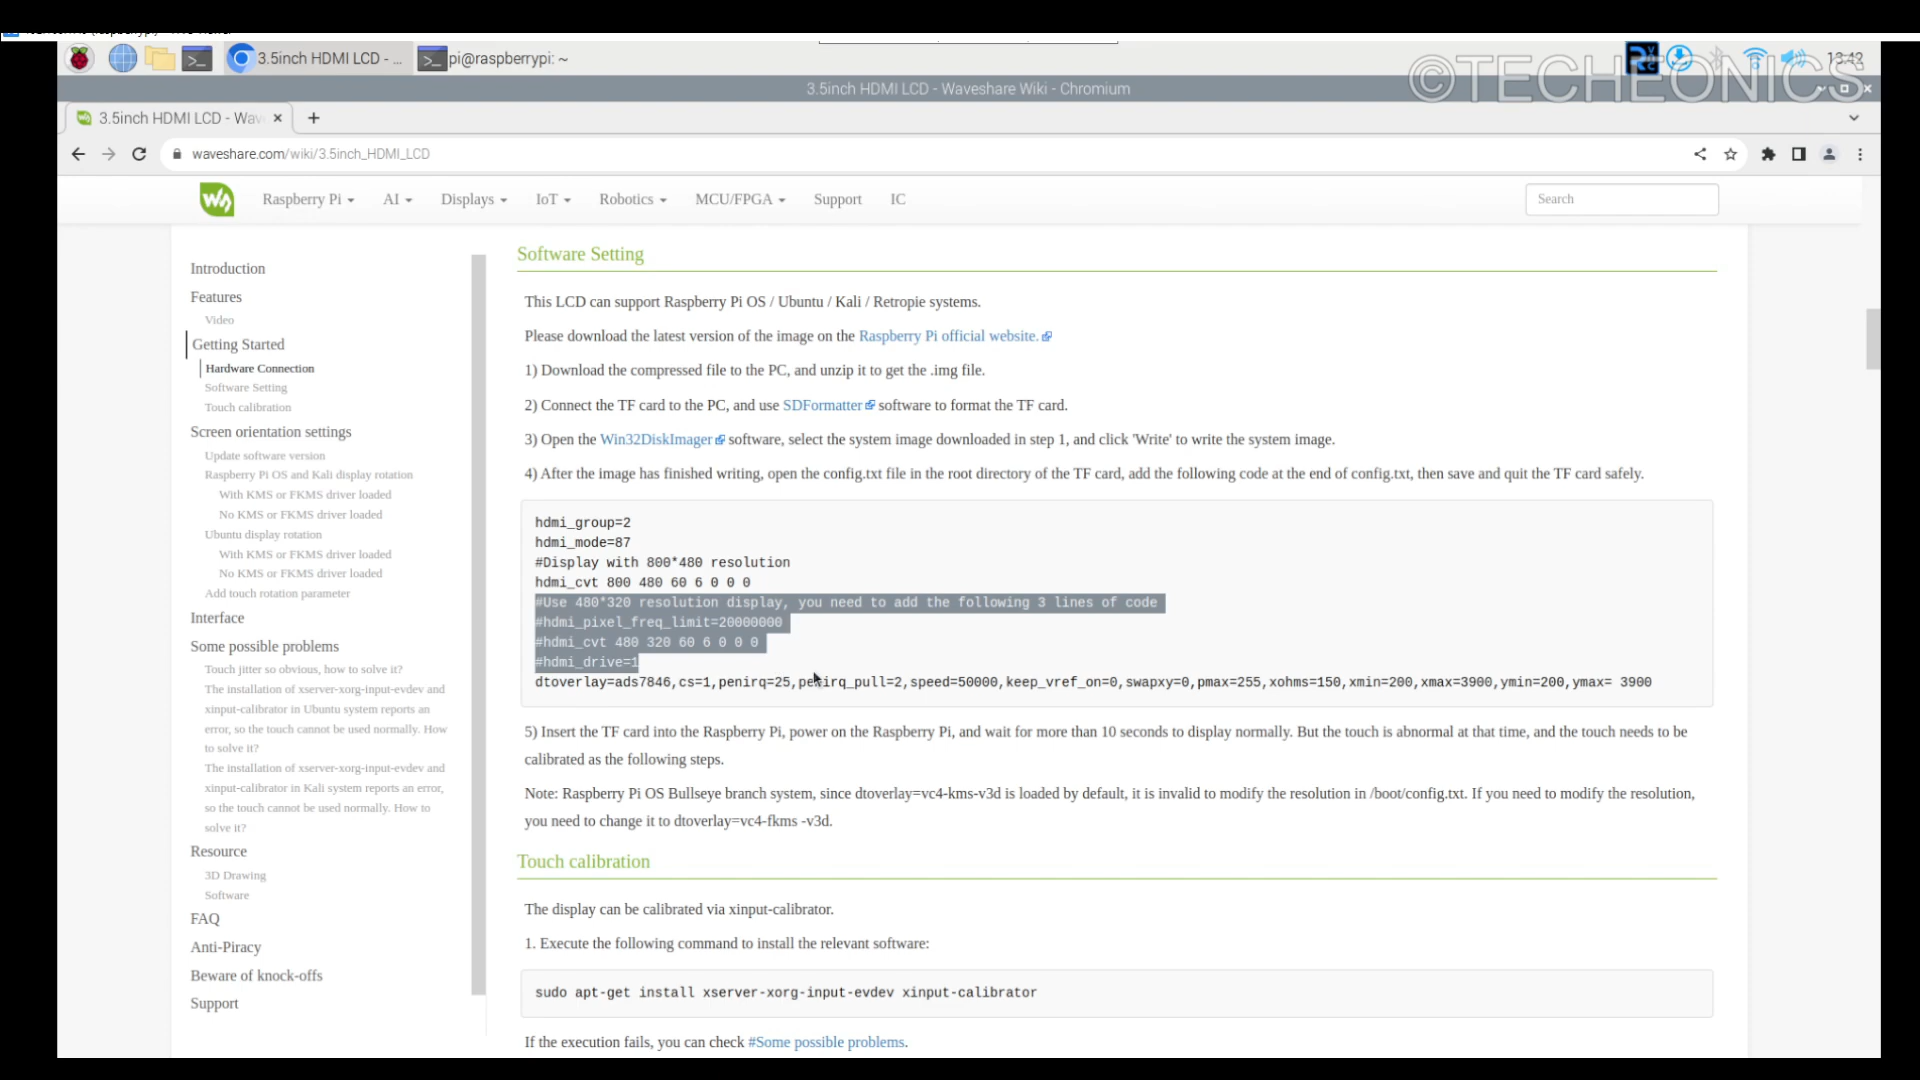 3.5inch HDMI LCD - ...
pi@raspberrypi: ~
13:42
©TECHEONICS
3.5inch HDMI LCD - Waveshare Wiki - Chromium
3.5inch HDMI LCD - Wav
waveshare.com/wiki/3.5inch_HDMI_LCD
Raspberry Pi
AI
Displays
IoT
Robotics
MCU/FPGA
Support
IC
Search
Introduction
Features
Video
Getting Started
Hardware Connection
Software Setting
Touch calibration
Screen orientation settings
Update software version
Raspberry Pi OS and Kali display rotation
With KMS or FKMS driver loaded
No KMS or FKMS driver loaded
Ubuntu display rotation
With KMS or FKMS driver loaded
No KMS or FKMS driver loaded
Add touch rotation parameter
Interface
Some possible problems
Touch jitter so obvious, how to solve it?
The installation of xserver-xorg-input-evdev and
xinput-calibrator in Ubuntu system reports an
error, so the touch cannot be used normally. How
to solve it?
The installation of xserver-xorg-input-evdev and
xinput-calibrator in Kali system reports an error,
so the touch cannot be used normally. How to
solve it?
Resource
3D Drawing
Software
FAQ
Anti-Piracy
Beware of knock-offs
Support
Software Setting
This LCD can support Raspberry Pi OS / Ubuntu / Kali / Retropie systems.
Please download the latest version of the image on the Raspberry Pi official website.
1) Download the compressed file to the PC, and unzip it to get the .img file.
2) Connect the TF card to the PC, and use SDFormatter software to format the TF card.
3) Open the Win32DiskImager software, select the system image downloaded in step 1, and click 'Write' to write the system image.
4) After the image has finished writing, open the config.txt file in the root directory of the TF card, add the following code at the end of config.txt, then save and quit the TF card safely.
hdmi_group=2
hdmi_mode=87
#Display with 800*480 resolution
hdmi_cvt 800 480 60 6 0 0 0
#Use 480*320 resolution display, you need to add the following 3 lines of code
#hdmi_pixel_freq_limit=20000000
#hdmi_cvt 480 320 60 6 0 0 0
#hdmi_drive=1
dtoverlay=ads7846,cs=1,penirq=25,penirq_pull=2,speed=50000,keep_vref_on=0,swapxy=0,pmax=255,xohms=150,xmin=200,xmax=3900,ymin=200,ymax= 3900
5) Insert the TF card into the Raspberry Pi, power on the Raspberry Pi, and wait for more than 10 seconds to display normally. But the touch is abnormal at that time, and the touch needs to be
calibrated as the following steps.
Note: Raspberry Pi OS Bullseye branch system, since dtoverlay=vc4-kms-v3d is loaded by default, it is invalid to modify the resolution in /boot/config.txt. If you need to modify the resolution,
you need to change it to dtoverlay=vc4-fkms -v3d.
Touch calibration
The display can be calibrated via xinput-calibrator.
1. Execute the following command to install the relevant software:
sudo apt-get install xserver-xorg-input-evdev xinput-calibrator
If the execution fails, you can check #Some possible problems.